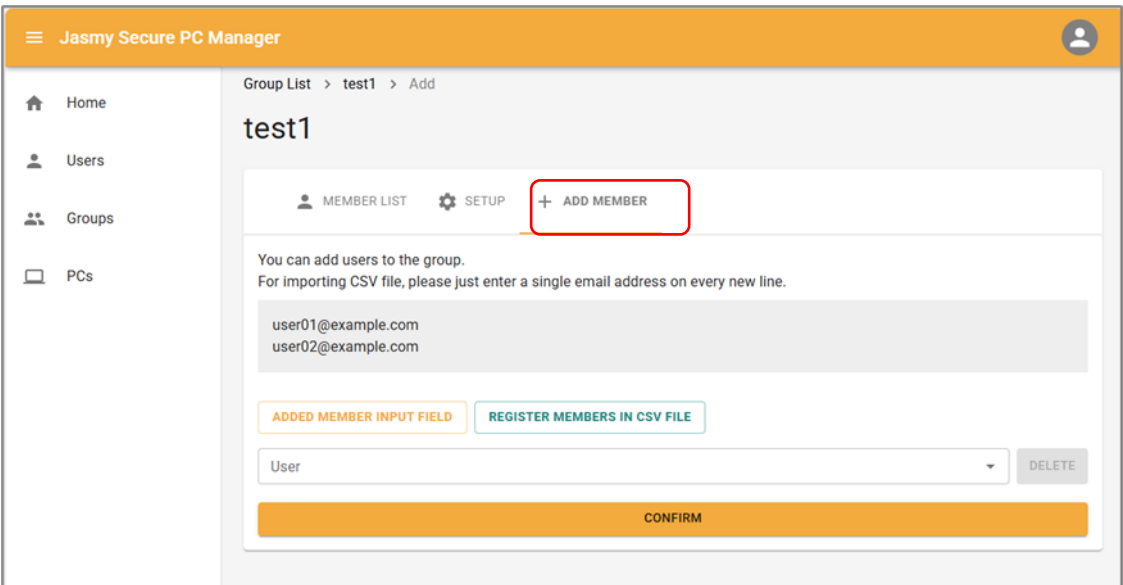 Jasmy Secure PC Manager
Home
Users
Groups
PCs
Group List > test1 > Add
test1
MEMBER LIST
SETUP
+ ADD MEMBER
You can add users to the group.
For importing CSV file, please just enter a single email address on every new line.
user01@example.com
user02@example.com
ADDED MEMBER INPUT FIELD
REGISTER MEMBERS IN CSV FILE
User
DELETE
CONFIRM